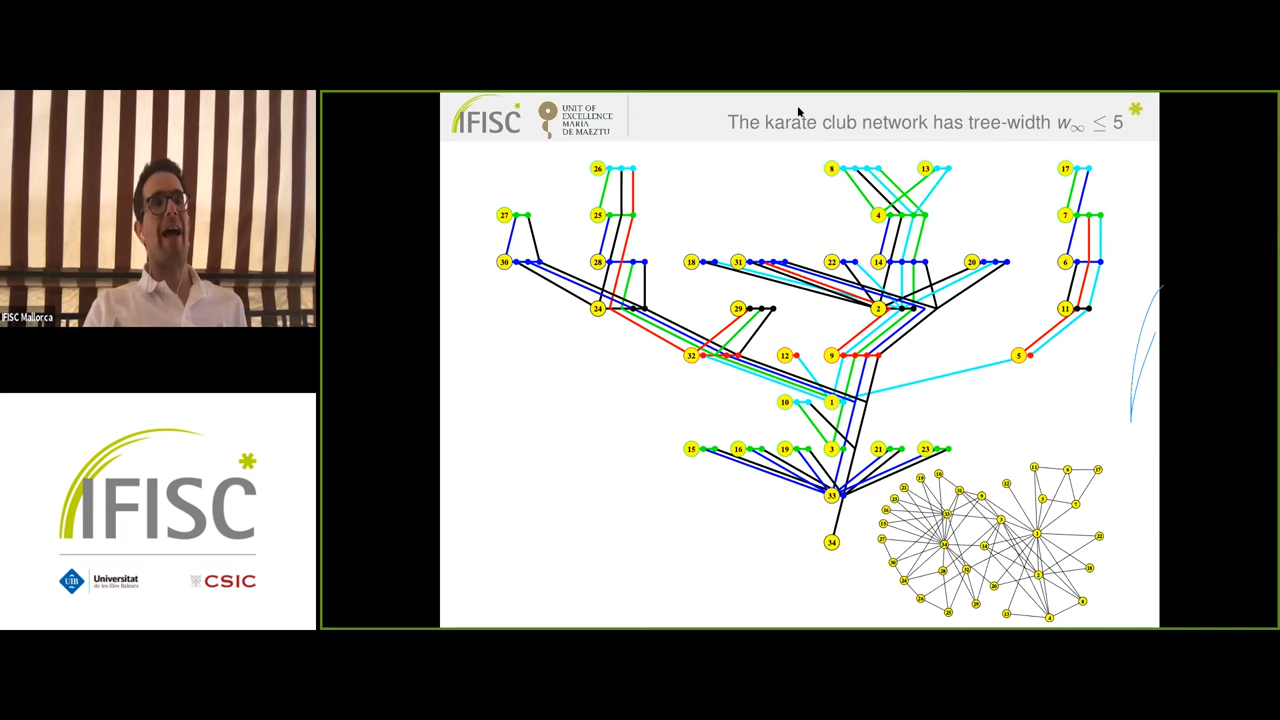 IFISC
UNIT OF
EXCELLENCE
MARÍA
DE MAEZTU
The karate club network has tree-width w∞ ≤ 5
26
8
13
17
27
25
4
7
30
28
18
31
22
14
20
6
24
29
2
11
32
12
9
5
10
1
15
16
19
3
21
23
33
34
IFISC Mallorca
IFISC
UIB
Universitat
de les Illes Balears
CSIC